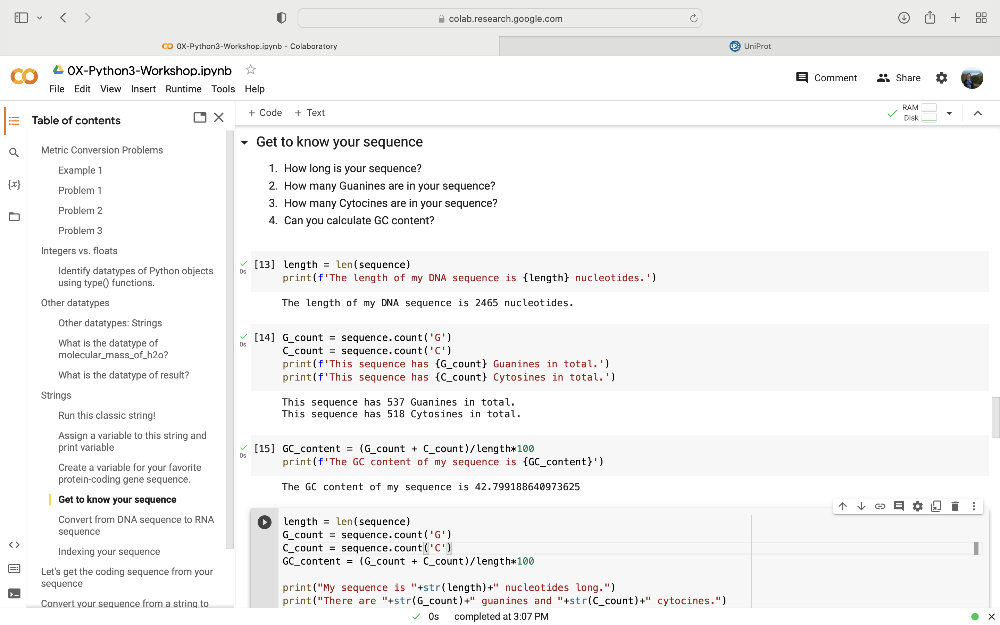 colab.research.google.com
0X-Python3-Workshop.ipynb - Colaboratory
UniProt
0X-Python3-Workshop.ipynb
Comment
Share
File Edit View Insert Runtime Tools Help
Table of contents
Metric Conversion Problems
Example 1
Problem 1
Problem 2
Problem 3
Integers vs. floats
Identify datatypes of Python objects
using type() functions.
Other datatypes
Other datatypes: Strings
What is the datatype of
molecular_mass_of_h2o?
What is the datatype of result?
Strings
Run this classic string!
Assign a variable to this string and
print variable
Create a variable for your favorite
protein-coding gene sequence.
Get to know your sequence
Convert from DNA sequence to RNA
sequence
Indexing your sequence
Let's get the coding sequence from your
sequence
Convert your sequence from a string to
+ Code + Text
RAM
Disk
Get to know your sequence
1. How long is your sequence?
2. How many Guanines are in your sequence?
3. How many Cytocines are in your sequence?
4. Can you calculate GC content?
0s
[13] length = len(sequence)
print(f'The length of my DNA sequence is {length} nucleotides.')
The length of my DNA sequence is 2465 nucleotides.
0s
[14] G_count = sequence.count('G')
C_count = sequence.count('C')
print(f'This sequence has {G_count} Guanines in total.')
print(f'This sequence has {C_count} Cytosines in total.')
This sequence has 537 Guanines in total.
This sequence has 518 Cytosines in total.
0s
[15] GC_content = (G_count + C_count)/length*100
print(f'The GC content of my sequence is {GC_content}')
The GC content of my sequence is 42.799188640973625
length = len(sequence)
G_count = sequence.count('G')
C_count = sequence.count('C')
GC_content = (G_count + C_count)/length*100
print("My sequence is "+str(length)+" nucleotides long.")
print("There are "+str(G_count)+" guanines and "+str(C_count)+" cytocines.")
0s completed at 3:07 PM